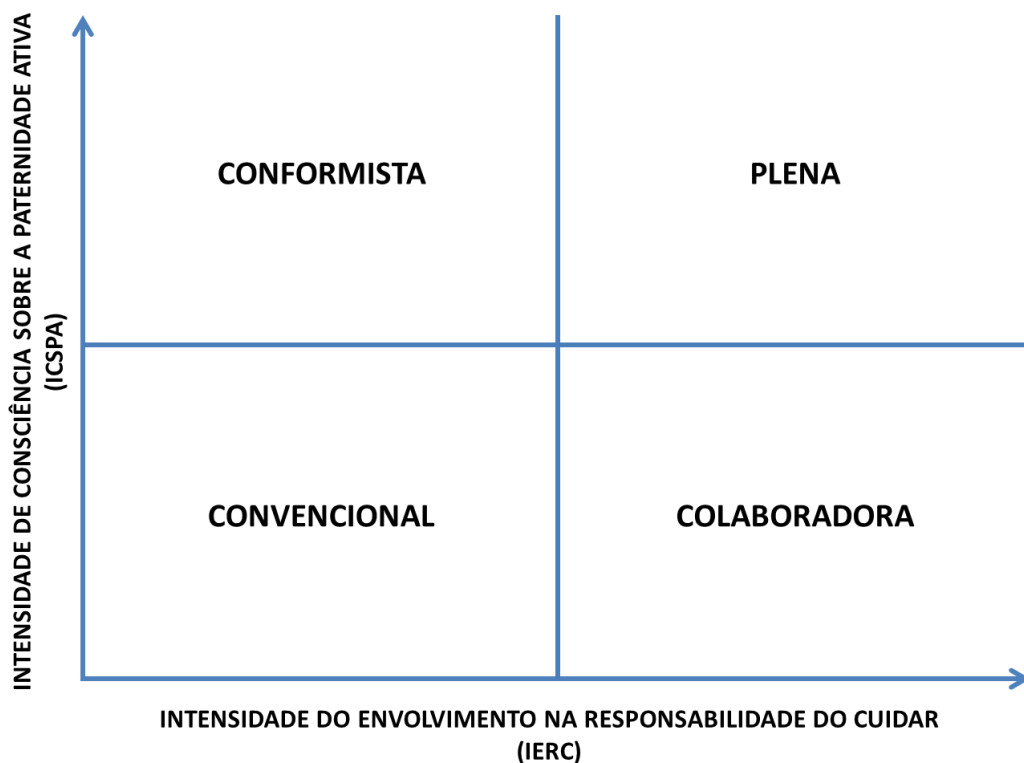 INTENSIDADE DE CONSCIÊNCIA SOBRE A PATERNIDADE ATIVA
(ICSPA)
CONFORMISTA
PLENA
CONVENCIONAL
COLABORADORA
INTENSIDADE DO ENVOLVIMENTO NA RESPONSABILIDADE DO CUIDAR
(IERC)